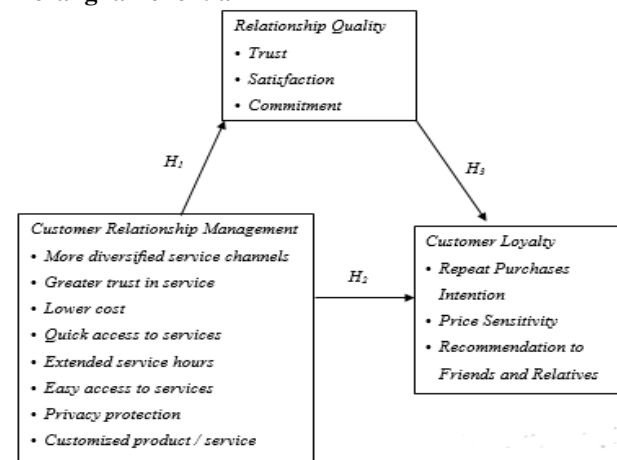 Relationship Quality
• Trust
• Satisfaction
• Commitment
H1
H3
Customer Relationship Management
• More diversified service channels
• Greater trust in service
• Lower cost
• Quick access to services
• Extended service hours
• Easy access to services
• Privacy protection
• Customized product / service
H2
Customer Loyalty
• Repeat Purchases
Intention
• Price Sensitivity
• Recommendation to
Friends and Relatives